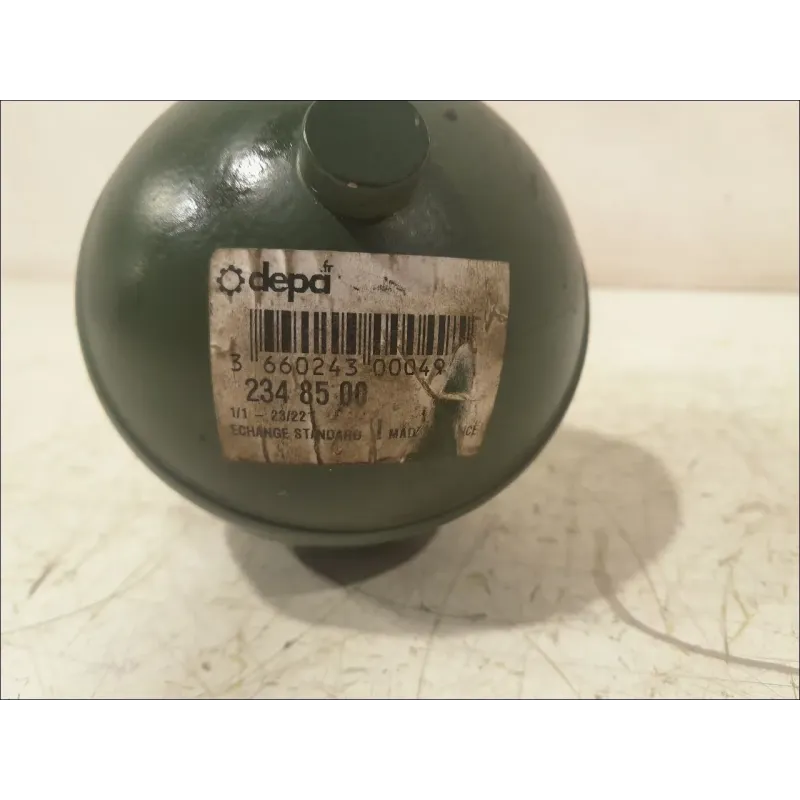 depa.fr
3 660243 00049
234 85 00
1/1 - 23/22
ECHANGE STANDARD